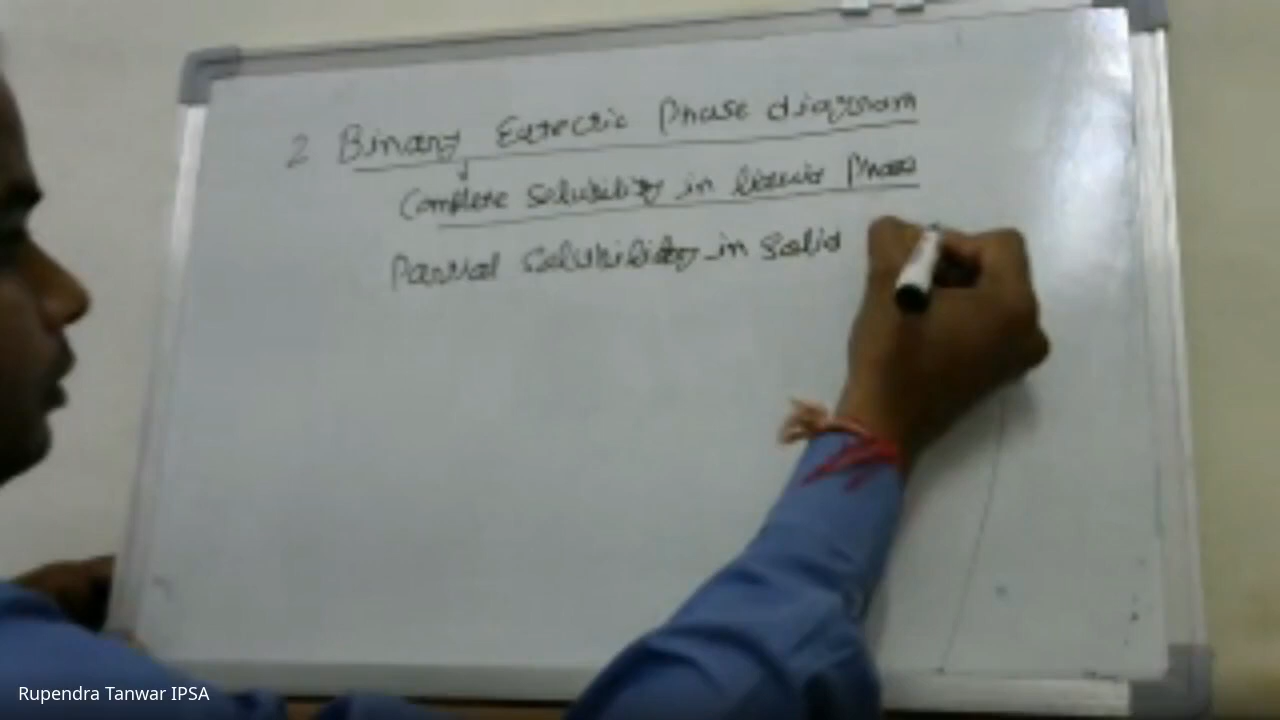 2 Binary Eutectic Phase diagram
Complete solubility in liquid Phase
Partial solubility in solid
Rupendra Tanwar IPSA